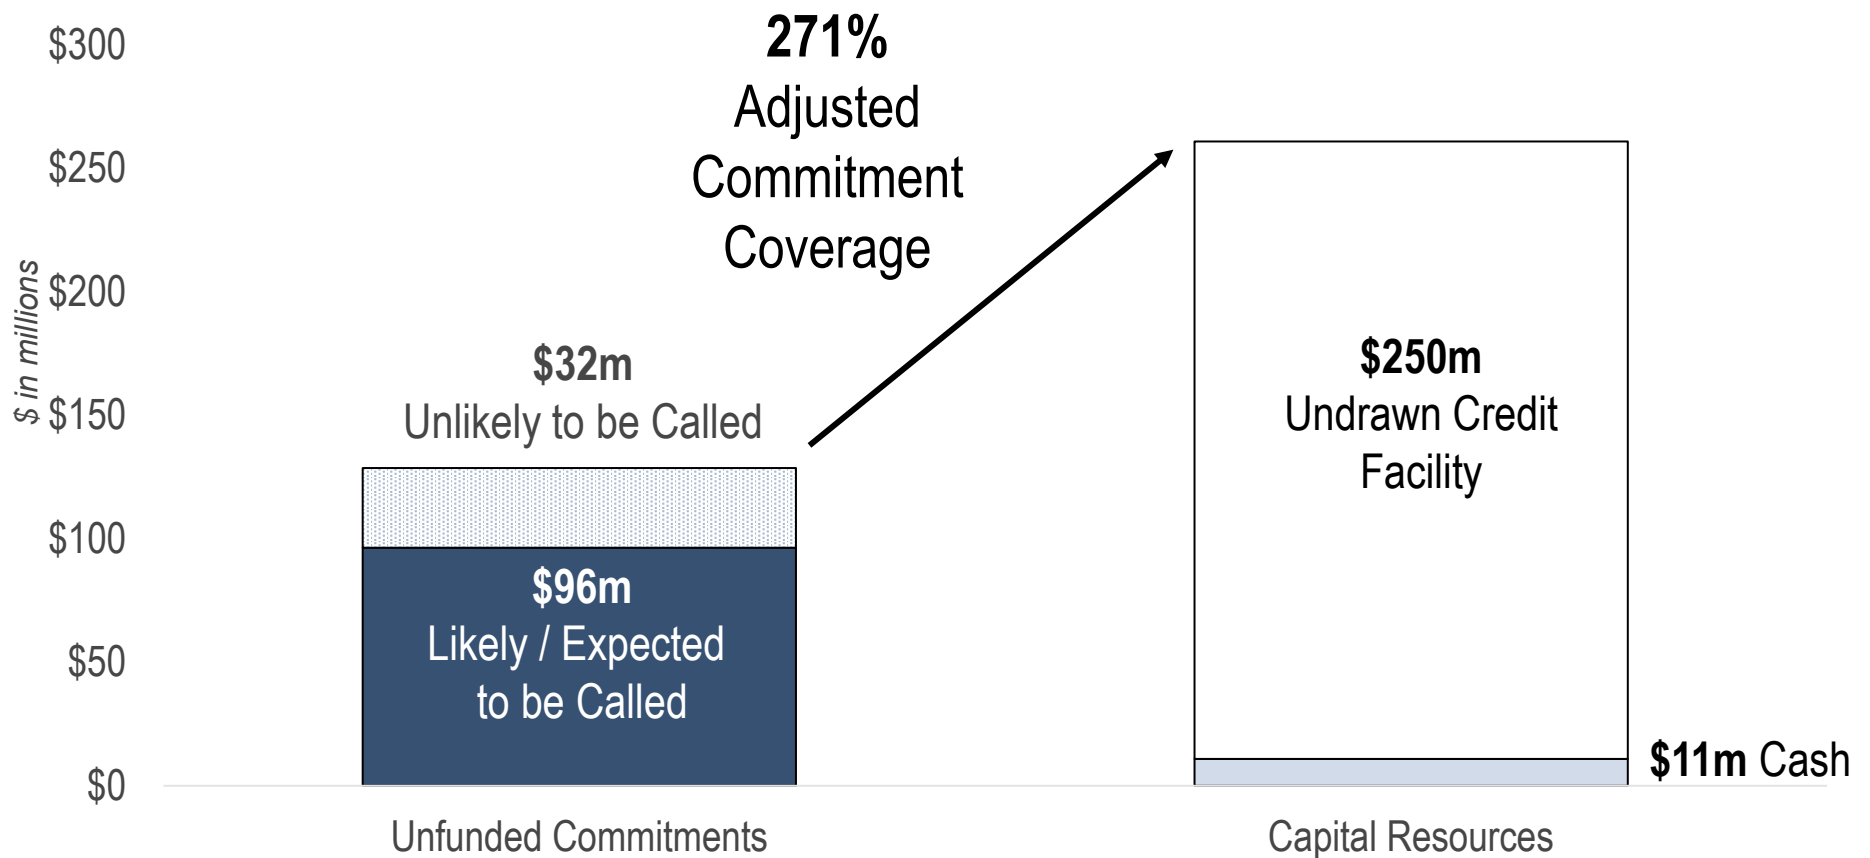 271%
Adjusted
Commitment
Coverage
$ in millions
$300
$250
$200
$150
$100
$50
$0
$32m
Unlikely to be Called
$96m
Likely / Expected
to be Called
$250m
Undrawn Credit
Facility
$11m Cash
Unfunded Commitments
Capital Resources